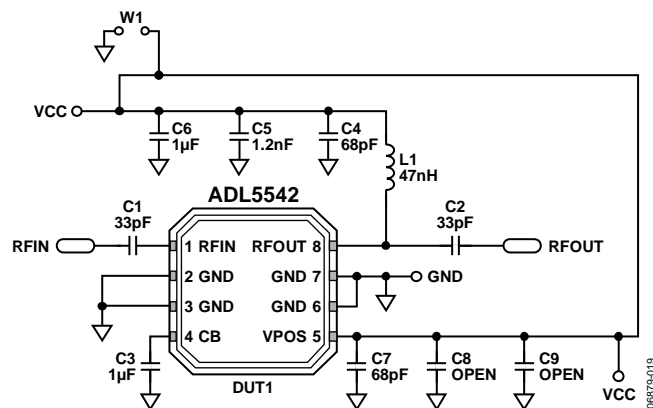 W1
VCC
C6
1µF
C5
1.2nF
C4
68pF
L1
47nH
ADL5542
C1
33pF
C2
33pF
RFIN
1 RFIN
RFOUT 8
RFOUT
2 GND
GND 7
GND
3 GND
GND 6
4 CB
VPOS 5
C3
1µF
DUT1
C7
68pF
C8
OPEN
C9
OPEN
VCC
06879-019